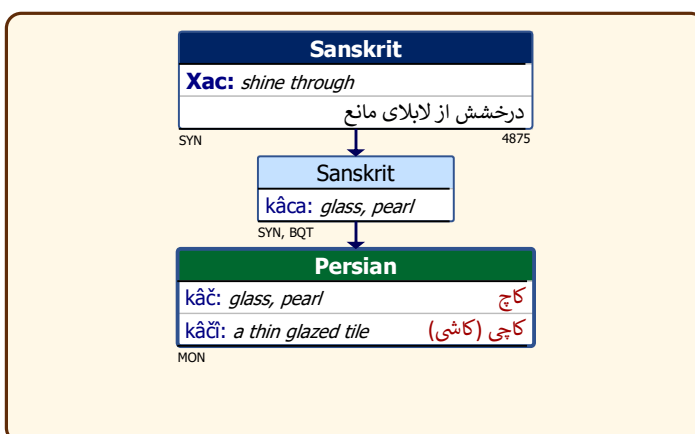 Sanskrit
Xac: shine through
درخشش از لابلای مانع
SYN 4875
Sanskrit
kâca: glass, pearl
SYN, BQT
Persian
kâč: glass, pearl کاچ
kâčî: a thin glazed tile کاچی (کاشی)
MON